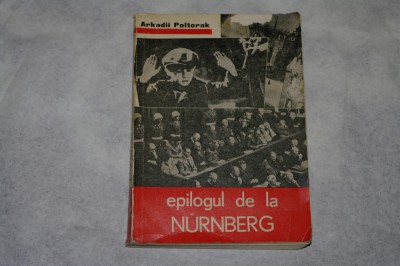 Arkadii Poltorak
epilogul de la
NÜRNBERG